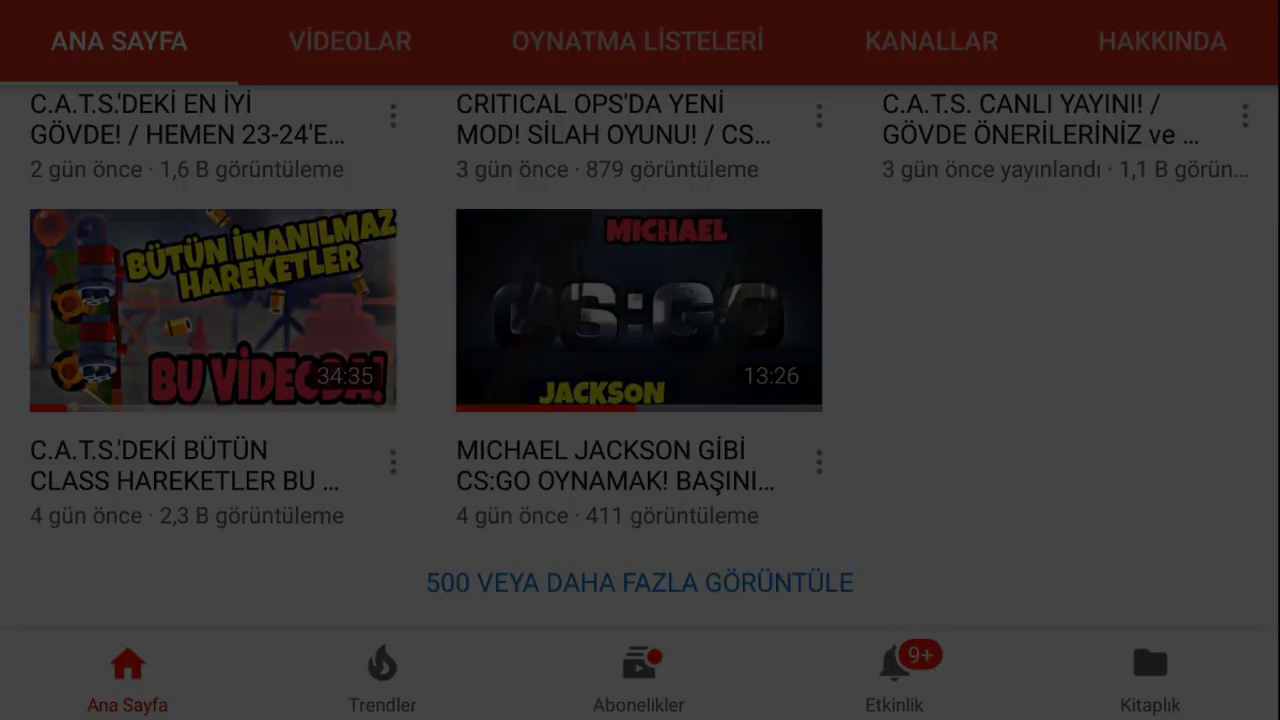 ANA SAYFA
VİDEOLAR
OYNATMA LİSTELERİ
KANALLAR
HAKKINDA
C.A.T.S.'DEKİ EN İYİ
GÖVDE! / HEMEN 23-24'E...
2 gün önce · 1,6 B görüntüleme
CRITICAL OPS'DA YENİ
MOD! SİLAH OYUNU! / CS...
3 gün önce · 879 görüntüleme
C.A.T.S. CANLI YAYINI! /
GÖVDE ÖNERİLERİNİZ ve ...
3 gün önce yayınlandı · 1,1 B görün...
BÜTÜN İNANILMAZ
HAREKETLER
BU VİDEODA!
34:35
MICHAEL
CS:GO
JACKSON
13:26
C.A.T.S.'DEKİ BÜTÜN
CLASS HAREKETLER BU ...
4 gün önce · 2,3 B görüntüleme
MICHAEL JACKSON GİBİ
CS:GO OYNAMAK! BAŞINI...
4 gün önce · 411 görüntüleme
500 VEYA DAHA FAZLA GÖRÜNTÜLE
9+
Ana Sayfa
Trendler
Abonelikler
Etkinlik
Kitaplık